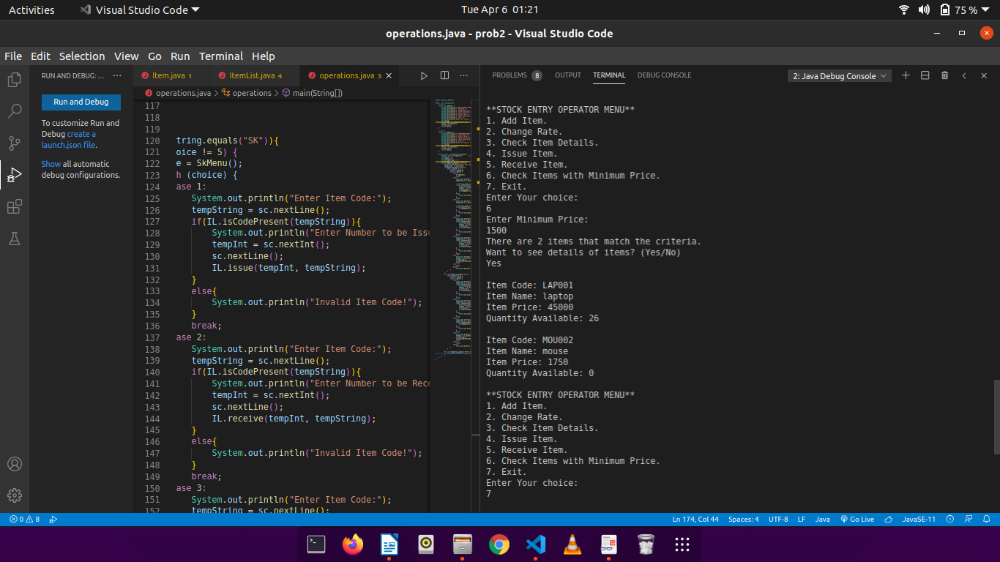 Activities Visual Studio Code Tue Apr 6 01:21 75 %
operations.java - prob2 - Visual Studio Code
File Edit Selection View Go Run Terminal Help
RUN AND DEBUG: ... ···
Run and Debug
To customize Run and
Debug create a
launch.json file.
Show all automatic
debug configurations.
Item.java 1 ItemList.java 4 operations.java 3
operations.java > operations > main(String[])
117
118
119
120 tring.equals("SK")){
121 oice != 5) {
122 e = SkMenu();
123 h (choice) {
124 ase 1:
125 System.out.println("Enter Item Code:");
126 tempString = sc.nextLine();
127 if(IL.isCodePresent(tempString)){
128 System.out.println("Enter Number to be Issu
129 tempInt = sc.nextInt();
130 sc.nextLine();
131 IL.issue(tempInt, tempString);
132 }
133 else{
134 System.out.println("Invalid Item Code!");
135 }
136 break;
137 ase 2:
138 System.out.println("Enter Item Code:");
139 tempString = sc.nextLine();
140 if(IL.isCodePresent(tempString)){
141 System.out.println("Enter Number to be Rece
142 tempInt = sc.nextInt();
143 sc.nextLine();
144 IL.receive(tempInt, tempString);
145 }
146 else{
147 System.out.println("Invalid Item Code!");
148 }
149 break;
150 ase 3:
151 System.out.println("Enter Item Code:");
152 tempString = sc.nextLine();
PROBLEMS 8 OUTPUT TERMINAL DEBUG CONSOLE 2: Java Debug Console
**STOCK ENTRY OPERATOR MENU**
1. Add Item.
2. Change Rate.
3. Check Item Details.
4. Issue Item.
5. Receive Item.
6. Check Items with Minimum Price.
7. Exit.
Enter Your choice:
6
Enter Minimum Price:
1500
There are 2 items that match the criteria.
Want to see details of items? (Yes/No)
Yes
Item Code: LAP001
Item Name: laptop
Item Price: 45000
Quantity Available: 26
Item Code: MOU002
Item Name: mouse
Item Price: 1750
Quantity Available: 0
**STOCK ENTRY OPERATOR MENU**
1. Add Item.
2. Change Rate.
3. Check Item Details.
4. Issue Item.
5. Receive Item.
6. Check Items with Minimum Price.
7. Exit.
Enter Your choice:
7
0 8 Ln 174, Col 44 Spaces: 4 UTF-8 LF Java Go Live JavaSE-11